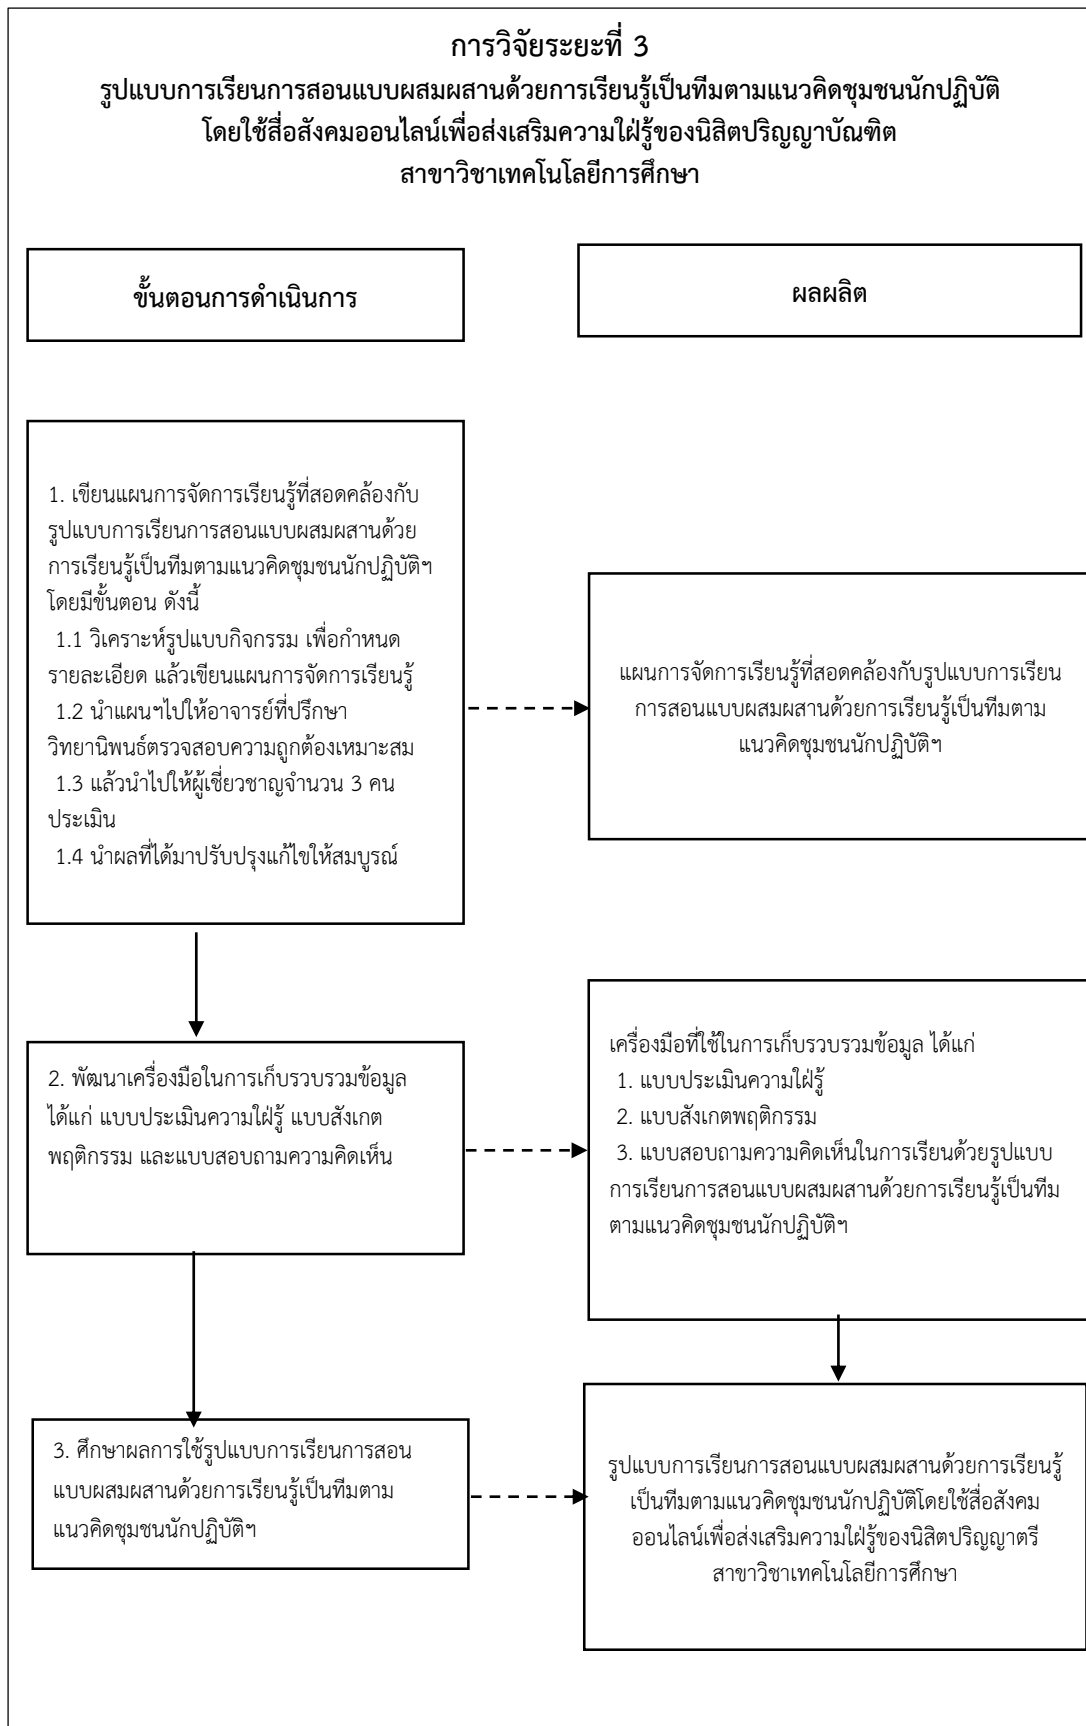 การวิจัยระยะที่ 3
รูปแบบการเรียนการสอนแบบผสมผสานด้วยการเรียนรู้เป็นทีมตามแนวคิดชุมชนนักปฏิบัติ
โดยใช้สื่อสังคมออนไลน์เพื่อส่งเสริมความใฝ่รู้ของนิสิตปริญญาบัณฑิต
สาขาวิชาเทคโนโลยีการศึกษา
ขั้นตอนการดำเนินการ
ผลผลิต
1. เขียนแผนการจัดการเรียนรู้ที่สอดคล้องกับ
รูปแบบการเรียนการสอนแบบผสมผสานด้วย
การเรียนรู้เป็นทีมตามแนวคิดชุมชนนักปฏิบัติฯ
โดยมีขั้นตอน ดังนี้
1.1 วิเคราะห์รูปแบบกิจกรรม เพื่อกำหนด
รายละเอียด แล้วเขียนแผนการจัดการเรียนรู้
1.2 นำแผนฯไปให้อาจารย์ที่ปรึกษา
วิทยานิพนธ์ตรวจสอบความถูกต้องเหมาะสม
1.3 แล้วนำไปให้ผู้เชี่ยวชาญจำนวน 3 คน
ประเมิน
1.4 นำผลที่ได้มาปรับปรุงแก้ไขให้สมบูรณ์
แผนการจัดการเรียนรู้ที่สอดคล้องกับรูปแบบการเรียน
การสอนแบบผสมผสานด้วยการเรียนรู้เป็นทีมตาม
แนวคิดชุมชนนักปฏิบัติฯ
2. พัฒนาเครื่องมือในการเก็บรวบรวมข้อมูล
ได้แก่ แบบประเมินความใฝ่รู้ แบบสังเกต
พฤติกรรม และแบบสอบถามความคิดเห็น
เครื่องมือที่ใช้ในการเก็บรวบรวมข้อมูล ได้แก่
1. แบบประเมินความใฝ่รู้
2. แบบสังเกตพฤติกรรม
3. แบบสอบถามความคิดเห็นในการเรียนด้วยรูปแบบ
การเรียนการสอนแบบผสมผสานด้วยการเรียนรู้เป็นทีม
ตามแนวคิดชุมชนนักปฏิบัติฯ
3. ศึกษาผลการใช้รูปแบบการเรียนการสอน
แบบผสมผสานด้วยการเรียนรู้เป็นทีมตาม
แนวคิดชุมชนนักปฏิบัติฯ
รูปแบบการเรียนการสอนแบบผสมผสานด้วยการเรียนรู้
เป็นทีมตามแนวคิดชุมชนนักปฏิบัติโดยใช้สื่อสังคม
ออนไลน์เพื่อส่งเสริมความใฝ่รู้ของนิสิตปริญญาตรี
สาขาวิชาเทคโนโลยีการศึกษา